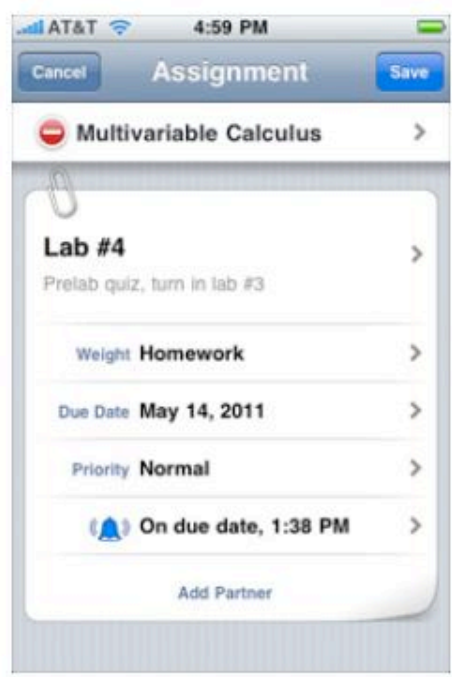 AT&T 4:59 PM
Cancel Assignment Save
Multivariable Calculus
Lab #4
Prelab quiz, turn in lab #3
Weight Homework
Due Date May 14, 2011
Priority Normal
On due date, 1:38 PM
Add Partner